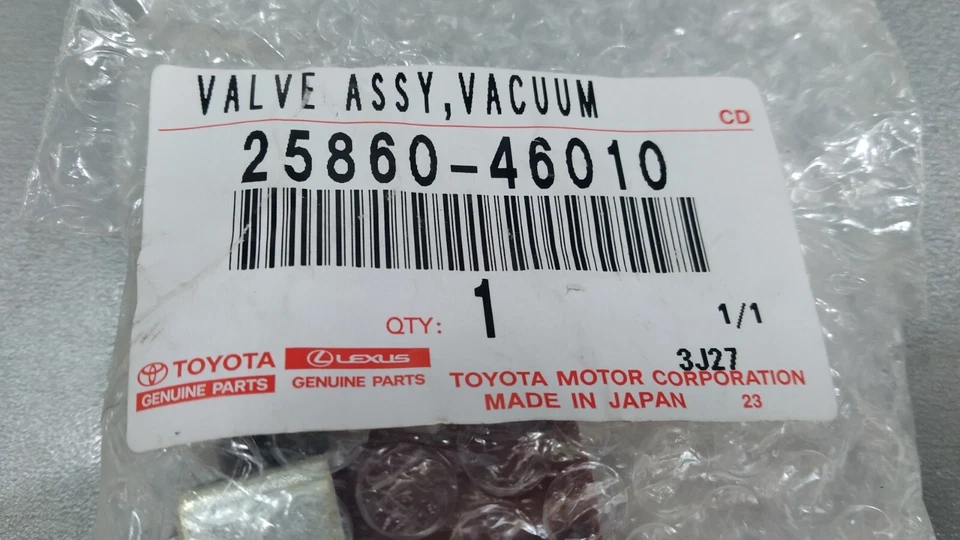 VALVE ASSY,VACUUM
CD
25860-46010
QTY: 1
1/1
3J27
TOYOTA
GENUINE PARTS
LEXUS
GENUINE PARTS
TOYOTA MOTOR CORPORATION
MADE IN JAPAN 23